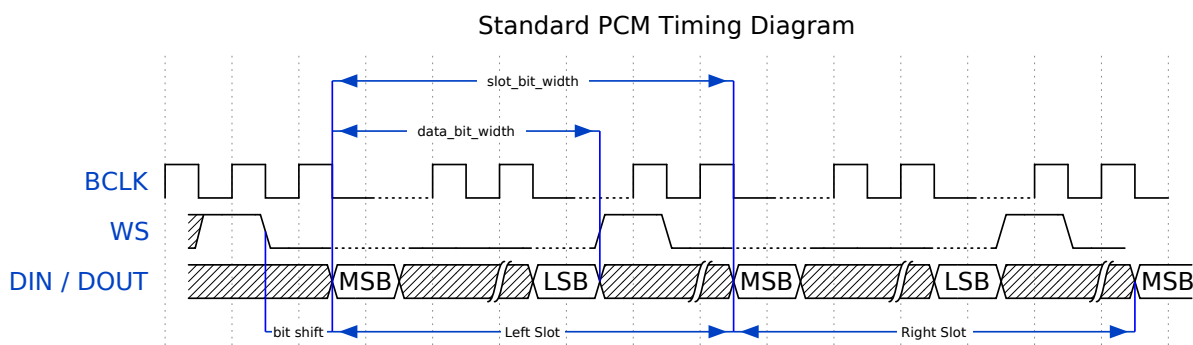 Standard PCM Timing Diagram
slot_bit_width
data_bit_width
BCLK
WS
DIN / DOUT MSB LSB MSB LSB MSB
bit shift Left Slot Right Slot